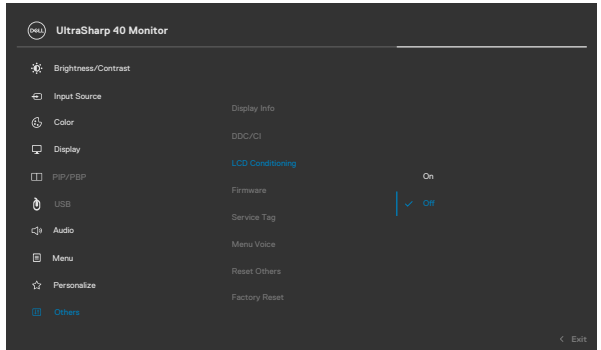 DELL
UltraSharp 40 Monitor
Brightness/Contrast
Input Source
Color
Display
PIP/PBP
USB
Audio
Menu
Personalize
Others
Display Info
DDC/CI
LCD Conditioning
Firmware
Service Tag
Menu Voice
Reset Others
Factory Reset
On
Off
Exit